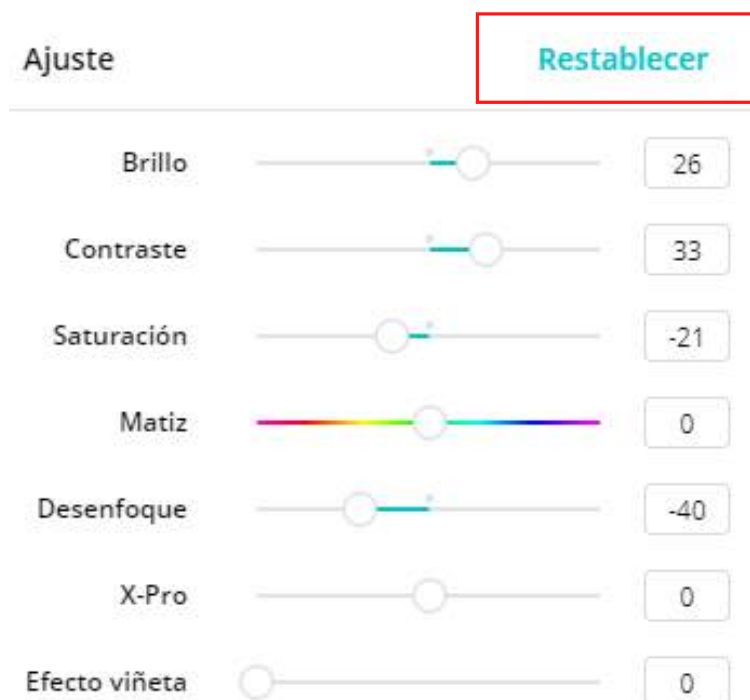 Ajuste Restablecer
Brillo 26
Contraste 33
Saturación -21
Matiz 0
Desenfoque -40
X-Pro 0
Efecto viñeta 0